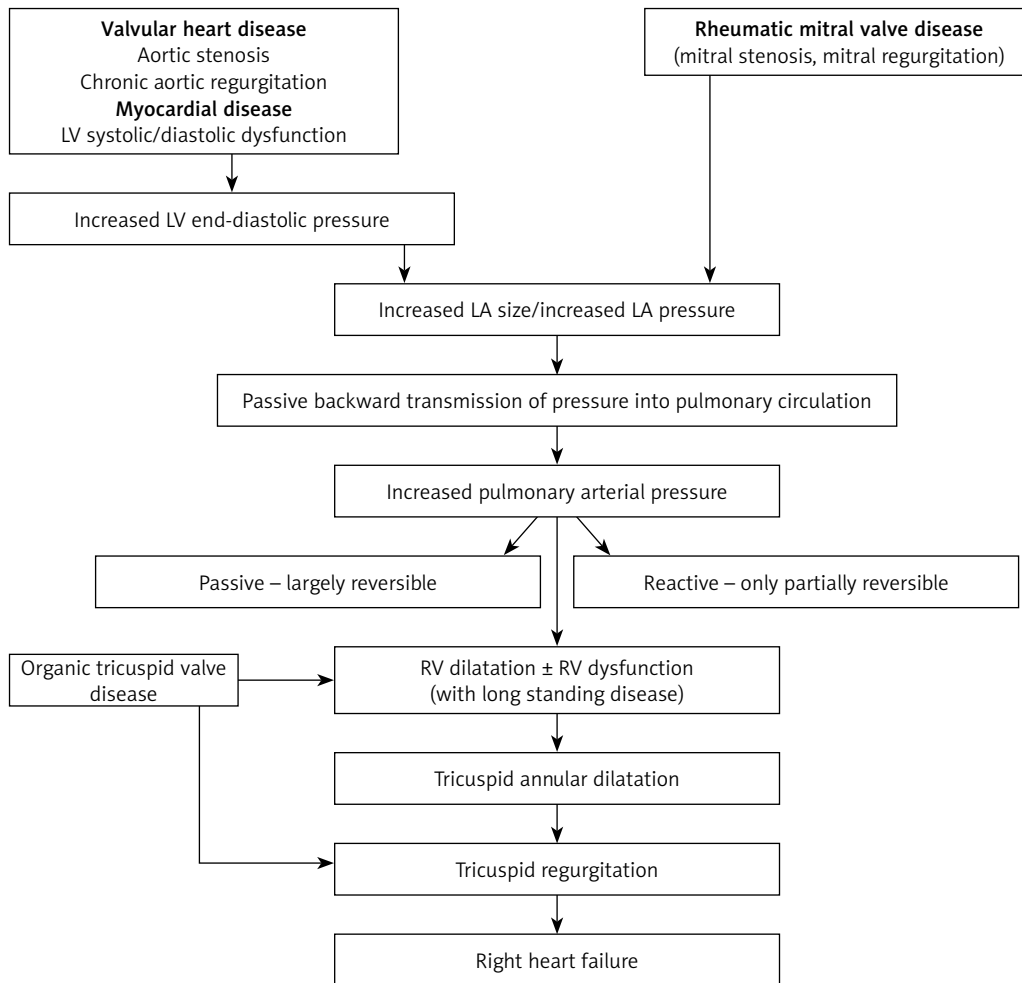 Valvular heart disease
Aortic stenosis
Chronic aortic regurgitation
Myocardial disease
LV systolic/diastolic dysfunction
Rheumatic mitral valve disease
(mitral stenosis, mitral regurgitation)
Increased LV end-diastolic pressure
Increased LA size/increased LA pressure
Passive backward transmission of pressure into pulmonary circulation
Increased pulmonary arterial pressure
Passive – largely reversible
Reactive – only partially reversible
Organic tricuspid valve
disease
RV dilatation ± RV dysfunction
(with long standing disease)
Tricuspid annular dilatation
Tricuspid regurgitation
Right heart failure